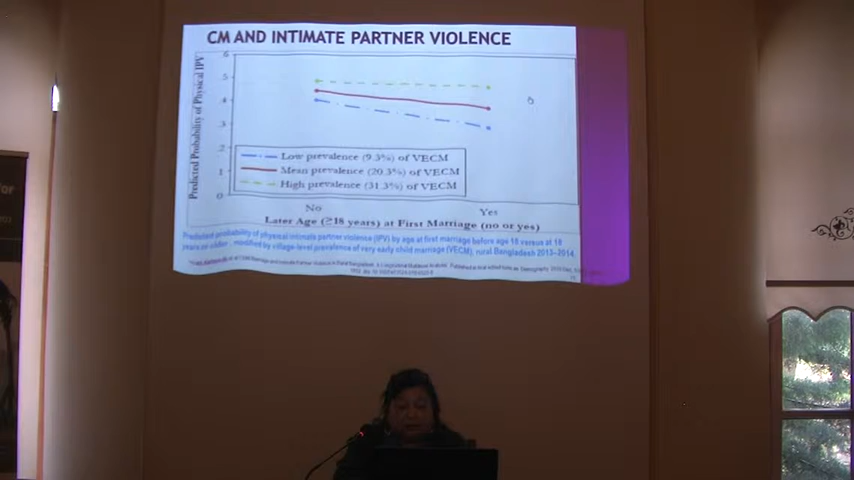 CM AND INTIMATE PARTNER VIOLENCE
Predicted Probability of Physical IPV
.6
.5
.4
.3
.2
.1
0
Low prevalence (9.3%) of VECM
Mean prevalence (20.3%) of VECM
High prevalence (31.3%) of VECM
No
Yes
Later Age (≥18 years) at First Marriage (no or yes)
Predicted probability of physical intimate partner violence (IPV) by age at first marriage before age 18 versus at 18
years or older, modified by village-level prevalence of very early child marriage (VECM), rural Bangladesh 2013–2014.
or